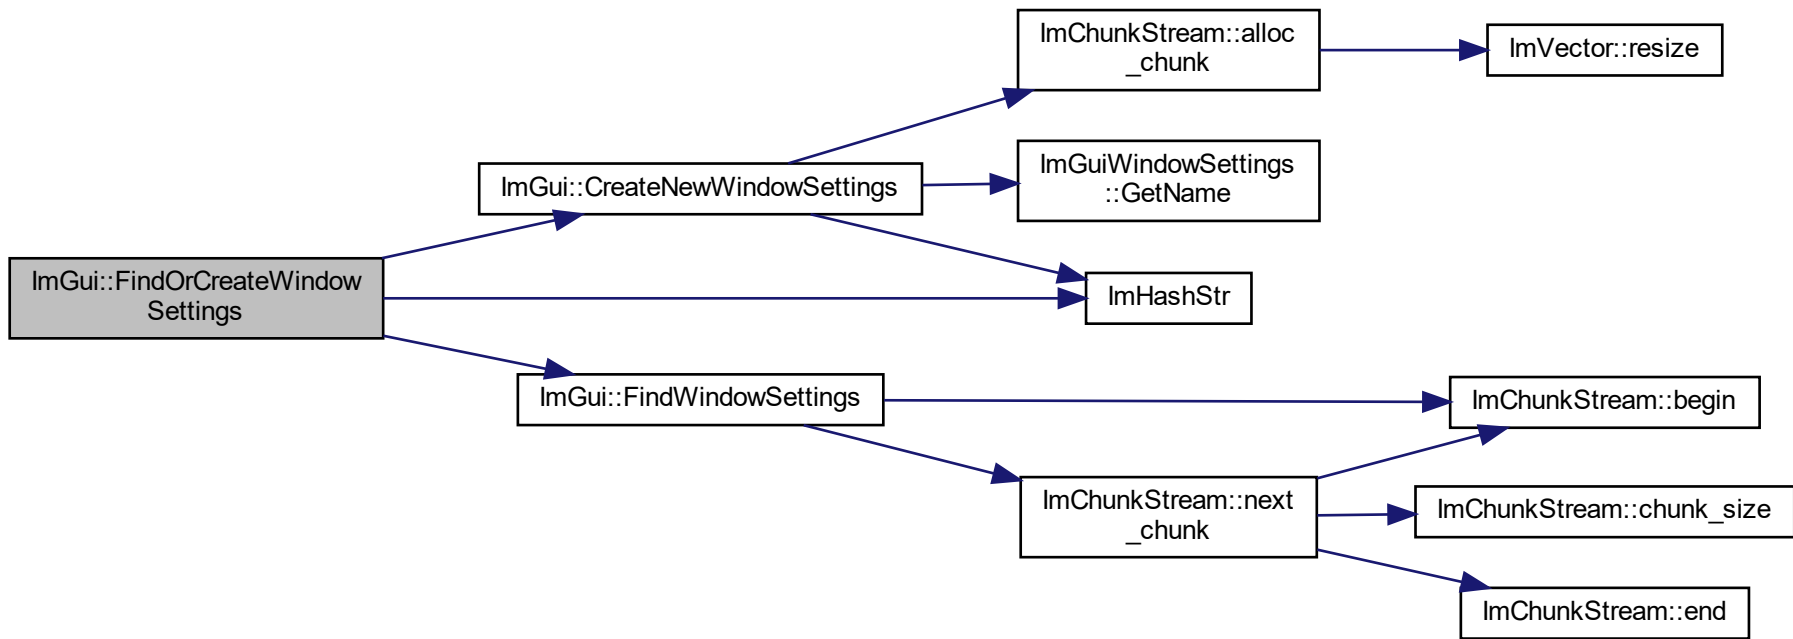 ImGui::FindOrCreateWindow
Settings
ImGui::CreateNewWindowSettings
ImChunkStream::alloc
_chunk
ImVector::resize
ImGuiWindowSettings
::GetName
ImHashStr
ImGui::FindWindowSettings
ImChunkStream::begin
ImChunkStream::next
_chunk
ImChunkStream::chunk_size
ImChunkStream::end